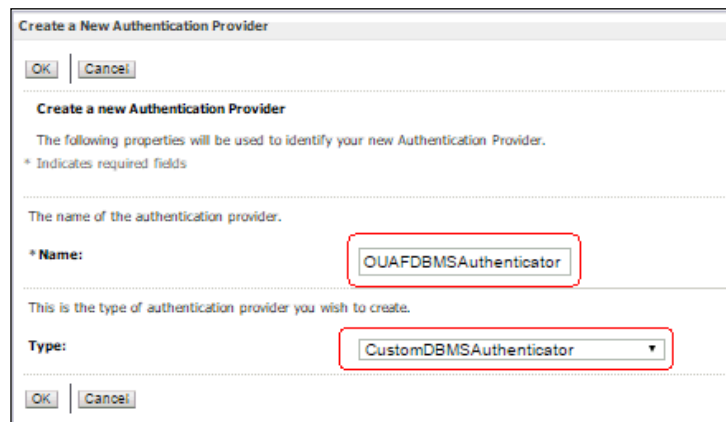 Create a New Authentication Provider
OK Cancel
Create a new Authentication Provider
The following properties will be used to identify your new Authentication Provider.
* Indicates required fields
The name of the authentication provider.
* Name: OUAFDBMSAuthenticator
This is the type of authentication provider you wish to create.
Type: CustomDBMSAuthenticator
OK Cancel